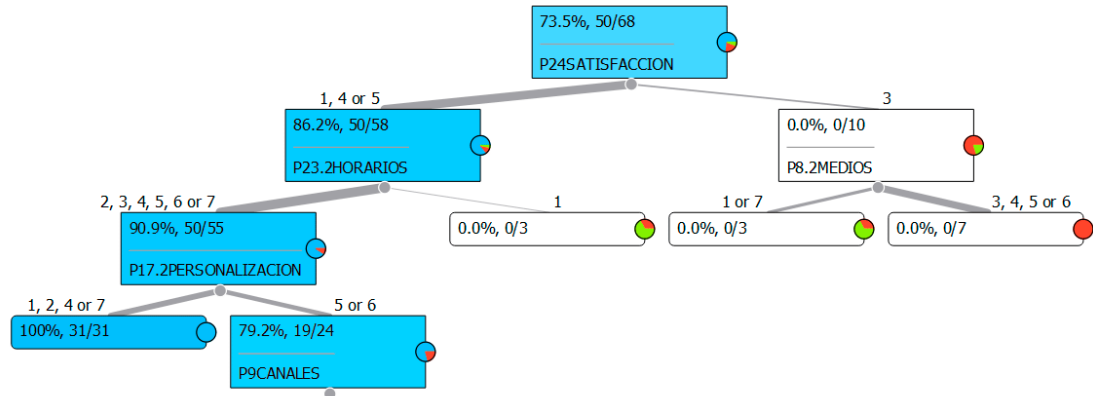 73.5%, 50/68
P24SATISFACCION
1, 4 or 5
3
86.2%, 50/58
P23.2HORARIOS
0.0%, 0/10
P8.2MEDIOS
2, 3, 4, 5, 6 or 7
1
1 or 7
3, 4, 5 or 6
90.9%, 50/55
P17.2PERSONALIZACION
0.0%, 0/3
0.0%, 0/3
0.0%, 0/7
1, 2, 4 or 7
5 or 6
100%, 31/31
79.2%, 19/24
P9CANALES